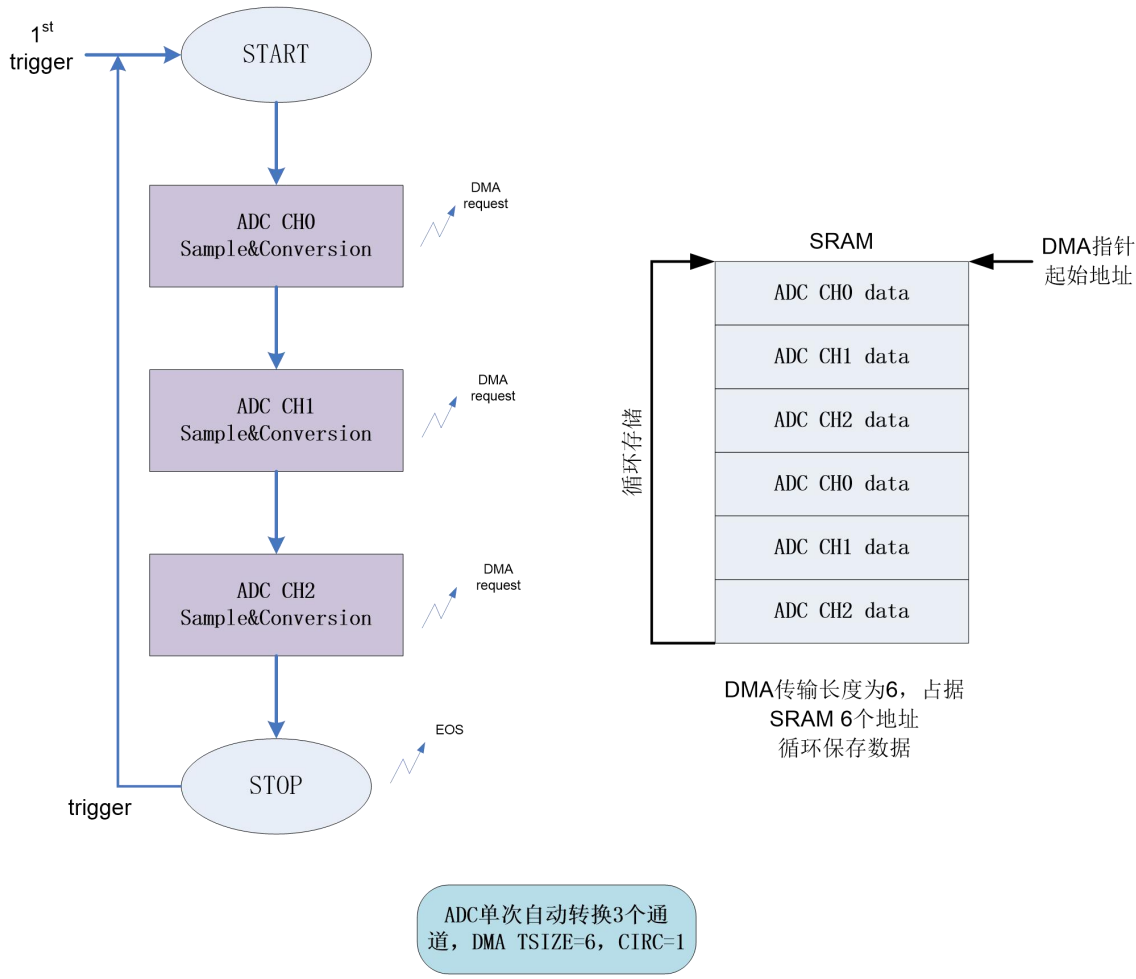 1st
trigger
START
ADC CH0
Sample&Conversion
DMA
request
ADC CH1
Sample&Conversion
DMA
request
ADC CH2
Sample&Conversion
DMA
request
STOP
EOS
trigger
SRAM
DMA指针
起始地址
ADC CH0 data
ADC CH1 data
ADC CH2 data
ADC CH0 data
ADC CH1 data
ADC CH2 data
循环存储
DMA传输长度为6，占据
SRAM 6个地址
循环保存数据
ADC单次自动转换3个通
道，DMA TSIZE=6，CIRC=1